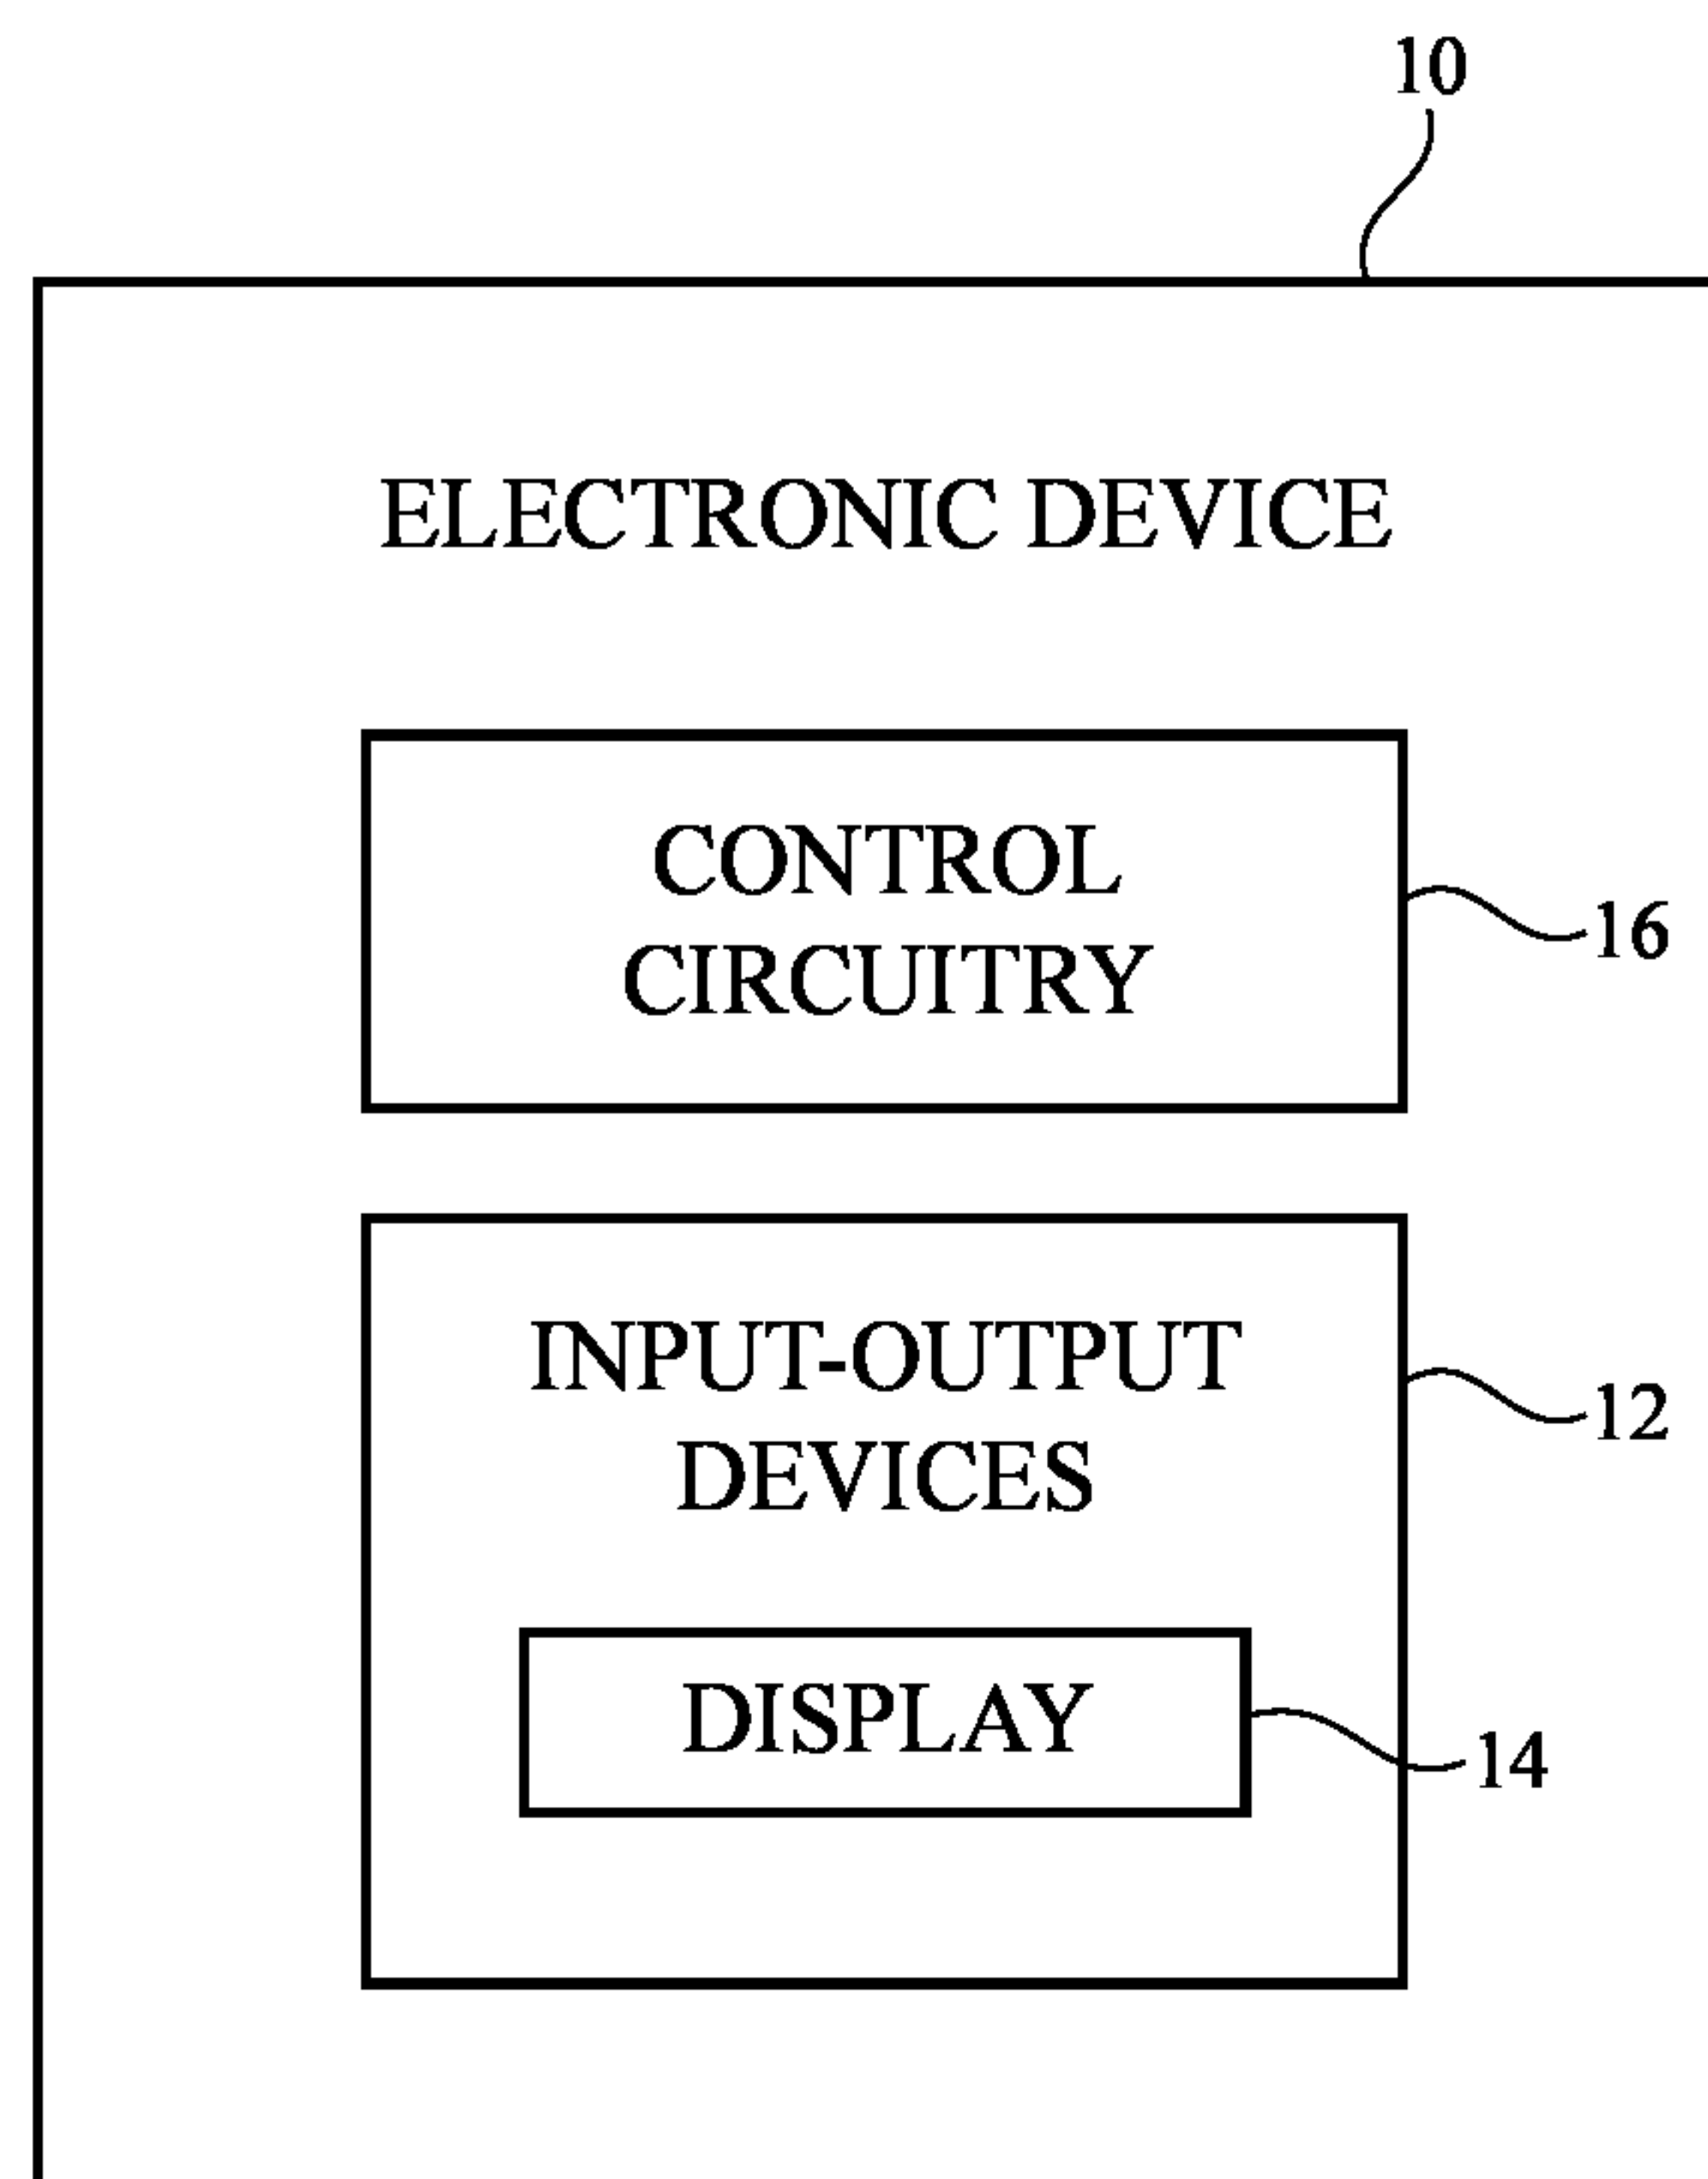 10
ELECTRONIC DEVICE
CONTROL
CIRCUITRY
16
INPUT-OUTPUT
DEVICES
12
DISPLAY
14